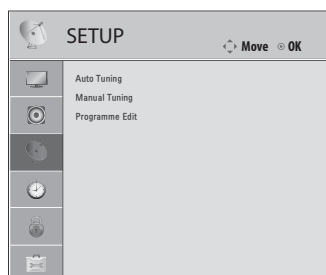 SETUP
Move OK
Auto Tuning
Manual Tuning
Programme Edit